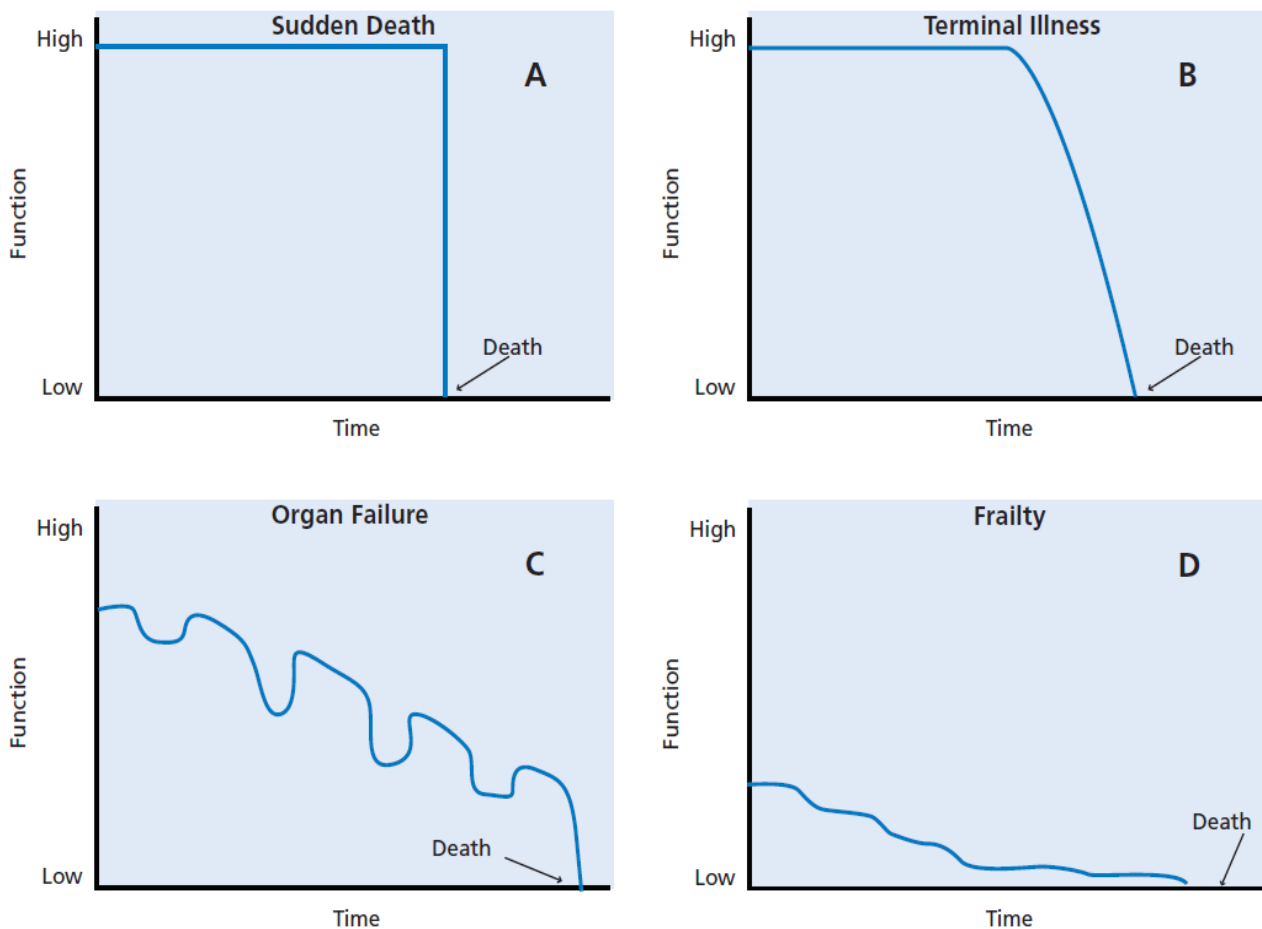 Sudden Death
High
A
Function
Death
Low
Time
Terminal Illness
High
B
Function
Death
Low
Time
Organ Failure
High
C
Function
Death
Low
Time
Frailty
High
D
Function
Death
Low
Time